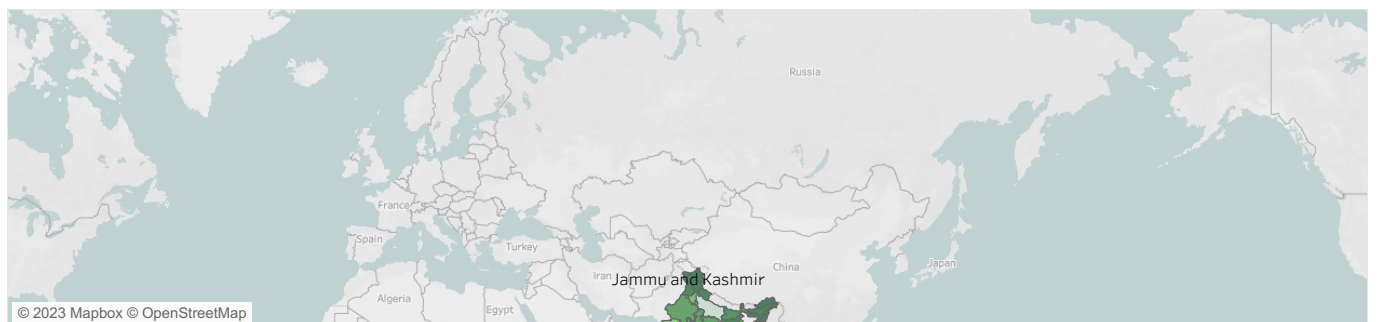 Russia
France
Spain
Turkey
Japan
China
Iran
Jammu and Kashmir
Algeria
Egypt
© 2023 Mapbox © OpenStreetMap